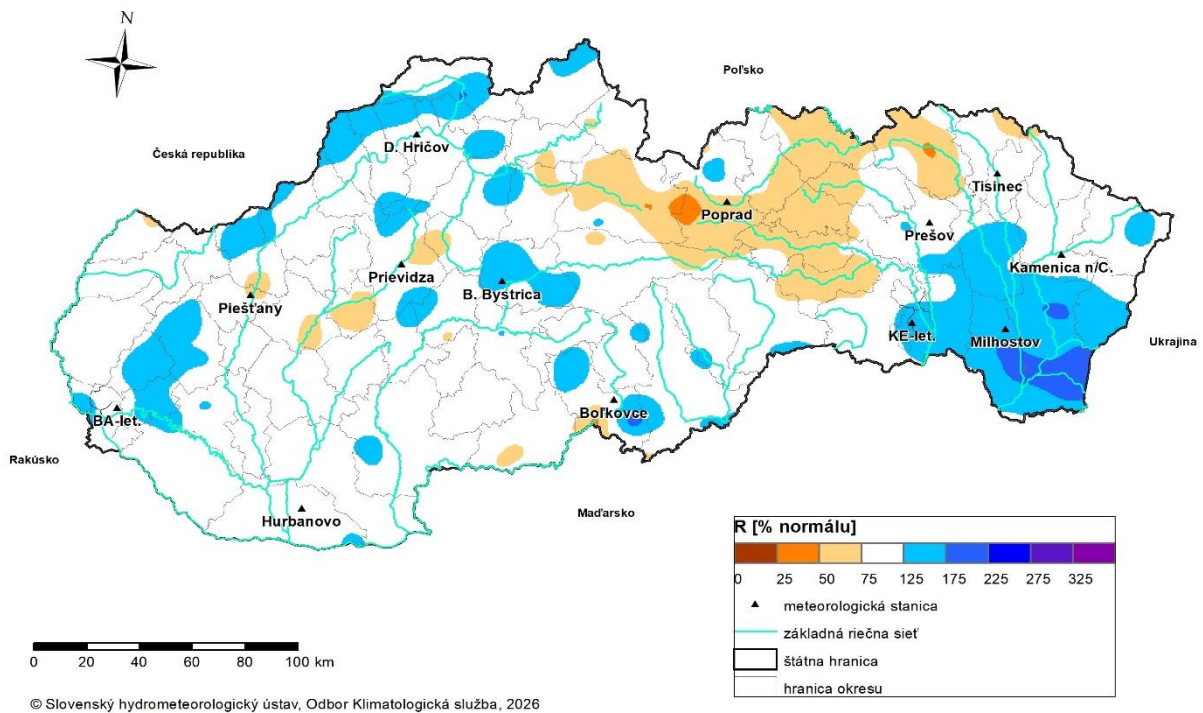 N
Poľsko
Česká republika
D. Hričov
Tisinec
Poprad
Prešov
Prievidza
Kamenica n/C.
B. Bystrica
Piešťany
KE-let.
Milhostov
Ukrajina
BA-let.
Boľkovce
Rakúsko
Maďarsko
Hurbanovo
R [% normálu]
0 25 50 75 125 175 225 275 325
meteorologická stanica
základná riečna sieť
štátna hranica
hranica okresu
0 20 40 60 80 100 km
© Slovenský hydrometeorologický ústav, Odbor Klimatologická služba, 2026